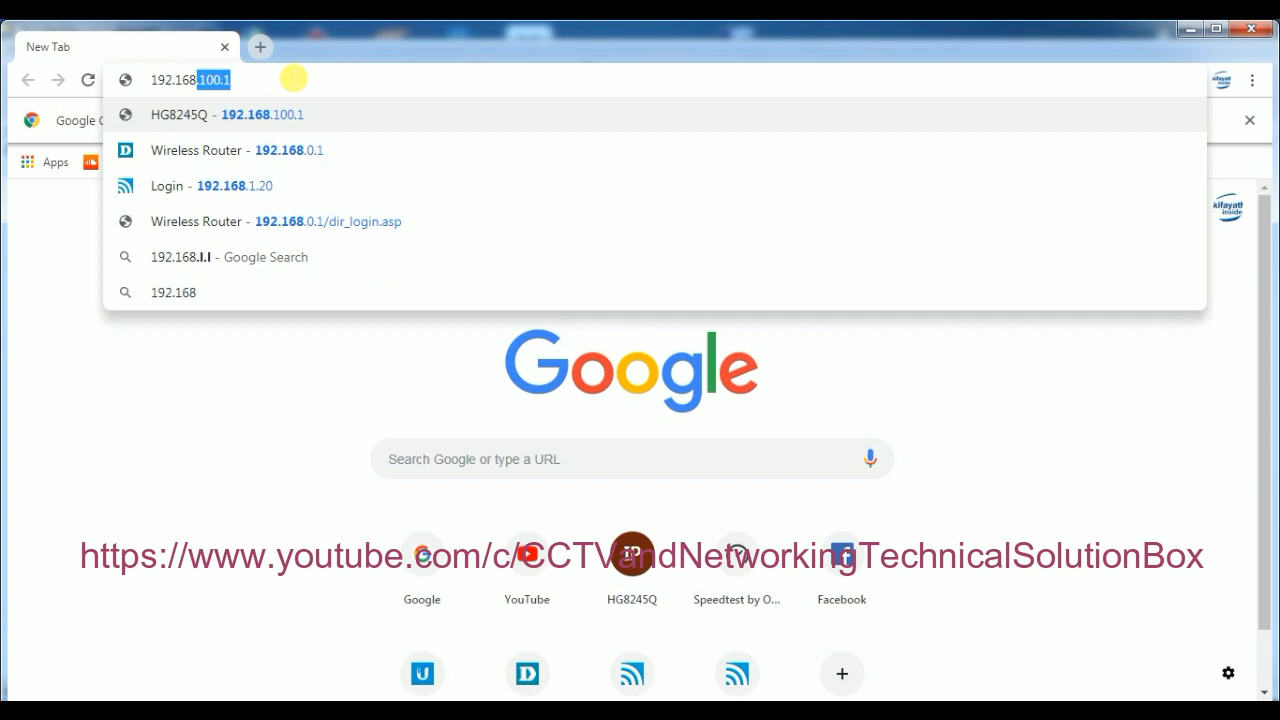 New Tab
192.168.100.1
Google C
HG8245Q - 192.168.100.1
Wireless Router - 192.168.0.1
Apps
Login - 192.168.1.20
Wireless Router - 192.168.0.1/dir_login.asp
kifayatl
inside
192.168.l.l - Google Search
192.168
Google
Search Google or type a URL
https://www.youtube.com/c/CCTVandNetworkingTechnicalSolutionBox
Google
YouTube
HG8245Q
Speedtest by O...
Facebook